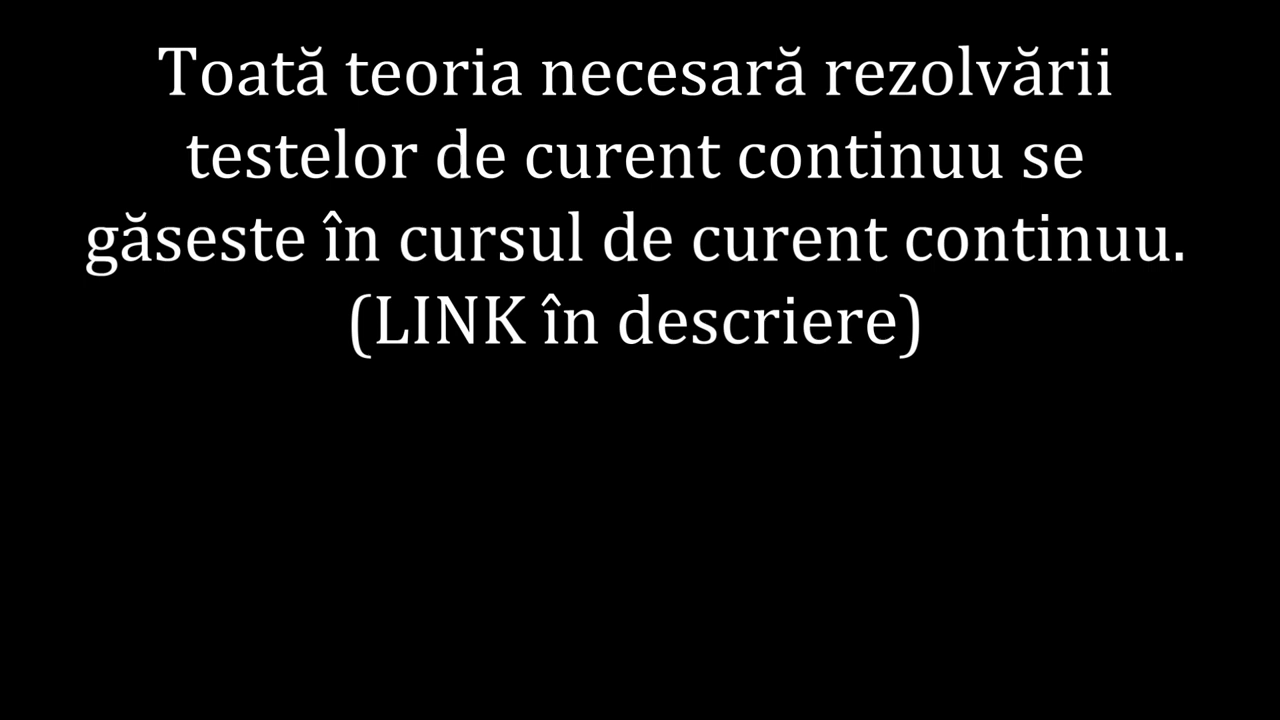 Toată teoria necesară rezolvării
testelor de curent continuu se
găseste în cursul de curent continuu.
(LINK în descriere)